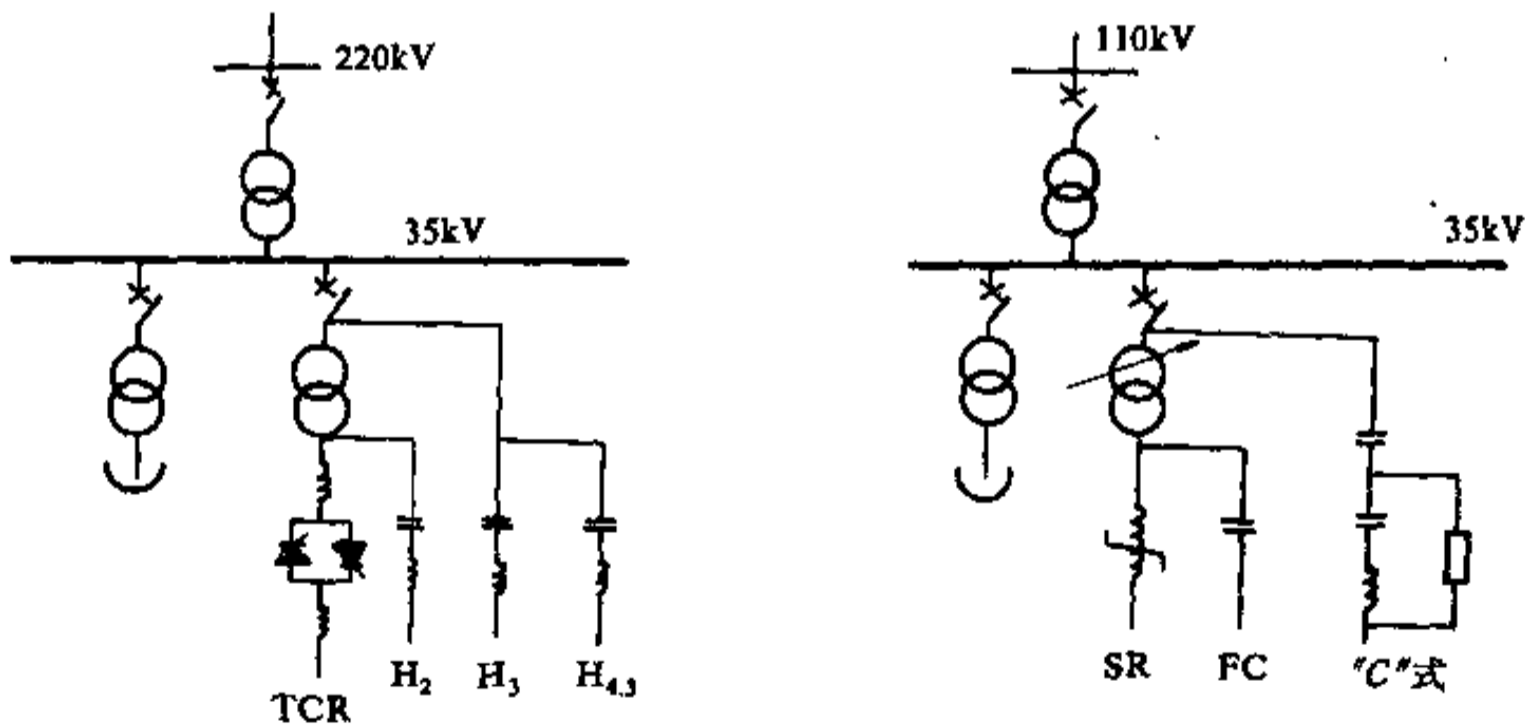 220kV
110kV
35kV
35kV
TCR
H₂
H₃
H₄.₃
SR
FC
"C"式